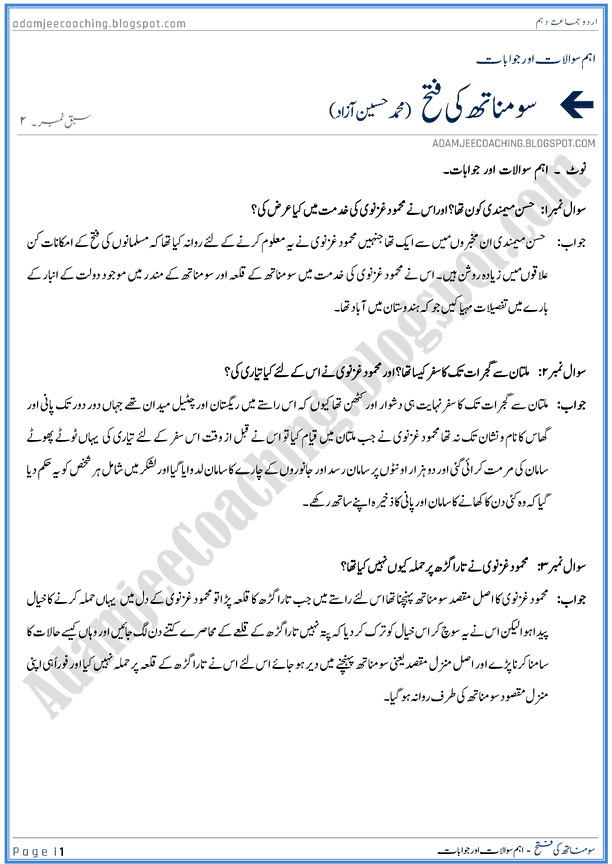 adamjeecoaching.blogspot.com اردو جماعت دہم
اہم سوالات اور جوابات
سومناتھ کی فتح (محمد حسین آزاد)
سبق نمبر۔ ۲
ADAMJEECOACHING.BLOGSPOT.COM
نوٹ ۔ اہم سوالات اور جوابات۔
سوال نمبر۱: حسن میمندی کون تھا؟ اور اس نے محمود غزنوی کی خدمت میں کیا عرض کی؟
جواب: حسن میمندی ان مخبروں میں سے ایک تھا جنہیں محمود غزنوی نے یہ معلوم کرنے کے لئے روانہ کیا تھا کہ مسلمانوں کی فتح کے امکانات کن
علاقوں میں زیادہ روشن ہیں۔ اس نے محمود غزنوی کی خدمت میں سومناتھ کے قلعہ اور سومناتھ کے مندر میں موجود دولت کے انبار کے
بارے میں تفصیلات مہیا کیں جو کہ ہندوستان میں آباد تھا۔
سوال نمبر۲: ملتان سے گجرات تک کا سفر کیسا تھا؟ اور محمود غزنوی نے اس کے لئے کیا تیاری کی؟
جواب: ملتان سے گجرات تک کا سفر نہایت ہی دشوار اور کٹھن تھا کیوں کہ اس راستے میں ریگستان اور چٹیل میدان تھے جہاں دور دور تک پانی اور
گھاس کا نام و نشان تک نہ تھا محمود غزنوی نے جب ملتان میں قیام کیا تو اس نے قبل از وقت اس سفر کے لئے تیاری کی یہاں ٹوٹے پھوٹے
سامان کی مرمت کرائی گئی اور دو ہزار اونٹوں پر سامان رسد اور جانوروں کے چارے کا سامان لدوایا گیا اور لشکر میں شامل ہر شخص کو یہ حکم دیا
گیا کہ وہ کئی دن کا کھانے کا سامان اور پانی کا ذخیرہ اپنے ساتھ رکھے۔
سوال نمبر۳: محمود غزنوی نے تارا گڑھ پر حملہ کیوں نہیں کیا تھا؟
جواب: محمود غزنوی کا اصل مقصد سومناتھ پہنچنا تھا اس لئے راستے میں جب تارا گڑھ کا قلعہ پڑا تو محمود غزنوی کے دل میں یہاں حملہ کرنے کا خیال
پیدا ہوا لیکن اس نے یہ سوچ کر اس خیال کو ترک کر دیا کہ پتہ نہیں تارا گڑھ کے قلعے کے محاصرے کتنے دن لگ جائیں اور وہاں کیسے حالات کا
سامنا کرنا پڑے اور اصل منزل مقصد یعنی سومناتھ پہنچنے میں دیر ہو جائے اس لئے اس نے تارا گڑھ کے قلعہ پر حملہ نہیں کیا اور فوراً ہی اپنی
منزل مقصود سومناتھ کی طرف روانہ ہو گیا۔
AdamjeeCoaching.Blogspot.com
Page |1 سومناتھ کی فتح - اہم سوالات اور جوابات